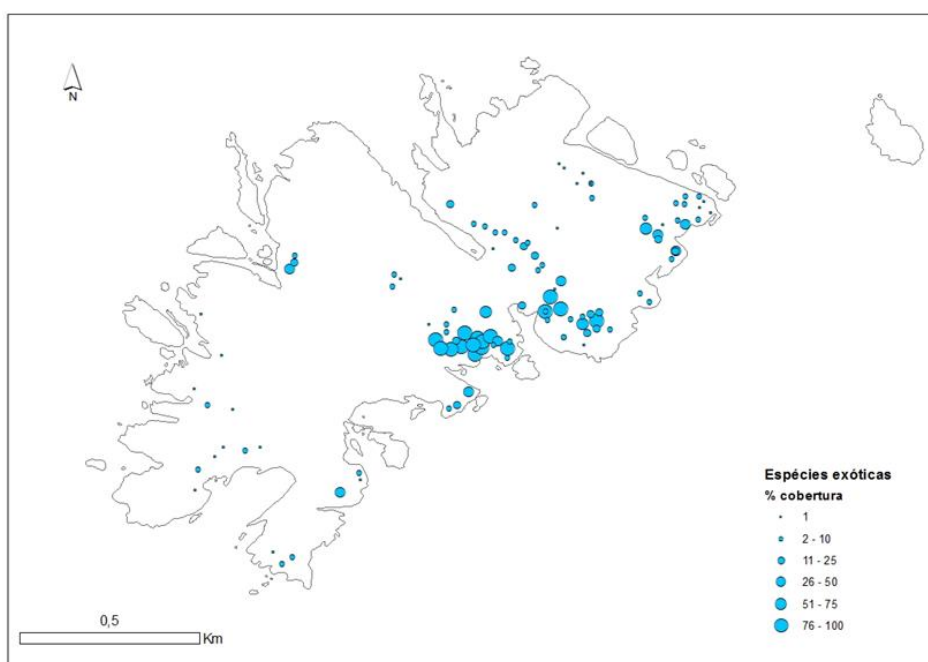 N
Espécies exóticas
% cobertura
1
2 - 10
11 - 25
26 - 50
51 - 75
76 - 100
0,5
Km